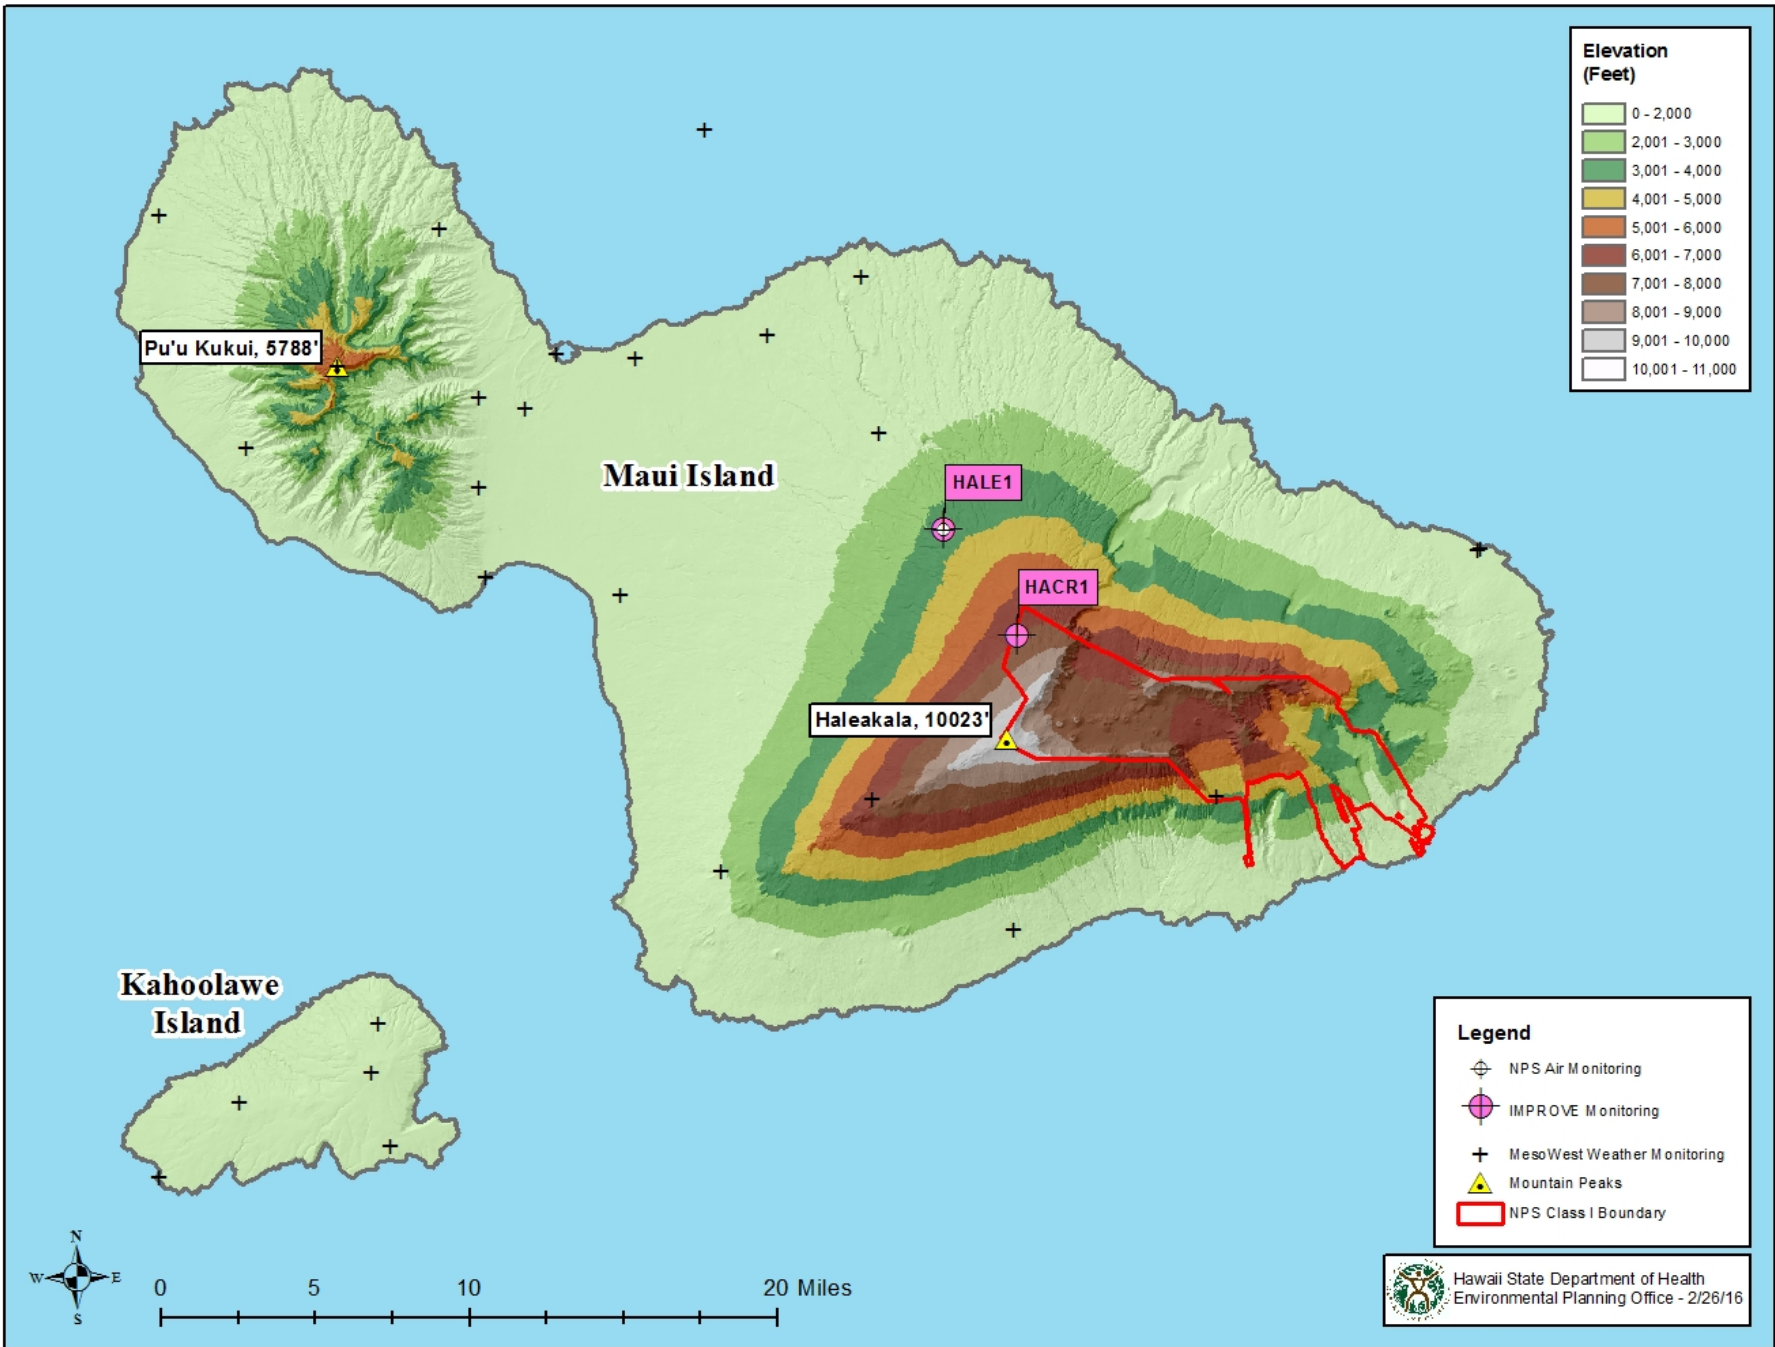 Elevation
(Feet)
0 - 2,000
2,001 - 3,000
3,001 - 4,000
4,001 - 5,000
5,001 - 6,000
6,001 - 7,000
7,001 - 8,000
8,001 - 9,000
9,001 - 10,000
10,001 - 11,000
Pu'u Kukui, 5788'
Maui Island
HALE1
HACR1
Haleakala, 10023'
Kahoolawe
Island
Legend
NPS Air Monitoring
IMPROVE Monitoring
MesoWest Weather Monitoring
Mountain Peaks
NPS Class I Boundary
N
W E
S
0 5 10 20 Miles
Hawaii State Department of Health
Environmental Planning Office - 2/26/16